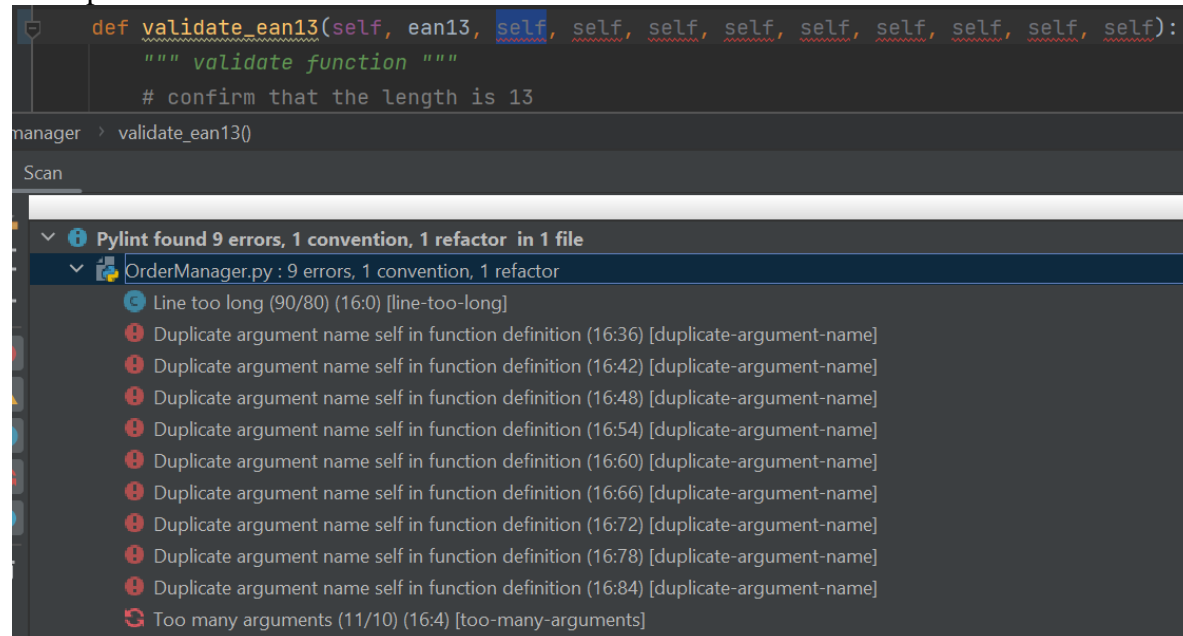 def validate_ean13(self, ean13, self, self, self, self, self, self, self, self, self):
""" validate function """
# confirm that the length is 13
manager > validate_ean13()
Scan
Pylint found 9 errors, 1 convention, 1 refactor in 1 file
OrderManager.py : 9 errors, 1 convention, 1 refactor
C Line too long (90/80) (16:0) [line-too-long]
Duplicate argument name self in function definition (16:36) [duplicate-argument-name]
Duplicate argument name self in function definition (16:42) [duplicate-argument-name]
Duplicate argument name self in function definition (16:48) [duplicate-argument-name]
Duplicate argument name self in function definition (16:54) [duplicate-argument-name]
Duplicate argument name self in function definition (16:60) [duplicate-argument-name]
Duplicate argument name self in function definition (16:66) [duplicate-argument-name]
Duplicate argument name self in function definition (16:72) [duplicate-argument-name]
Duplicate argument name self in function definition (16:78) [duplicate-argument-name]
Duplicate argument name self in function definition (16:84) [duplicate-argument-name]
Too many arguments (11/10) (16:4) [too-many-arguments]